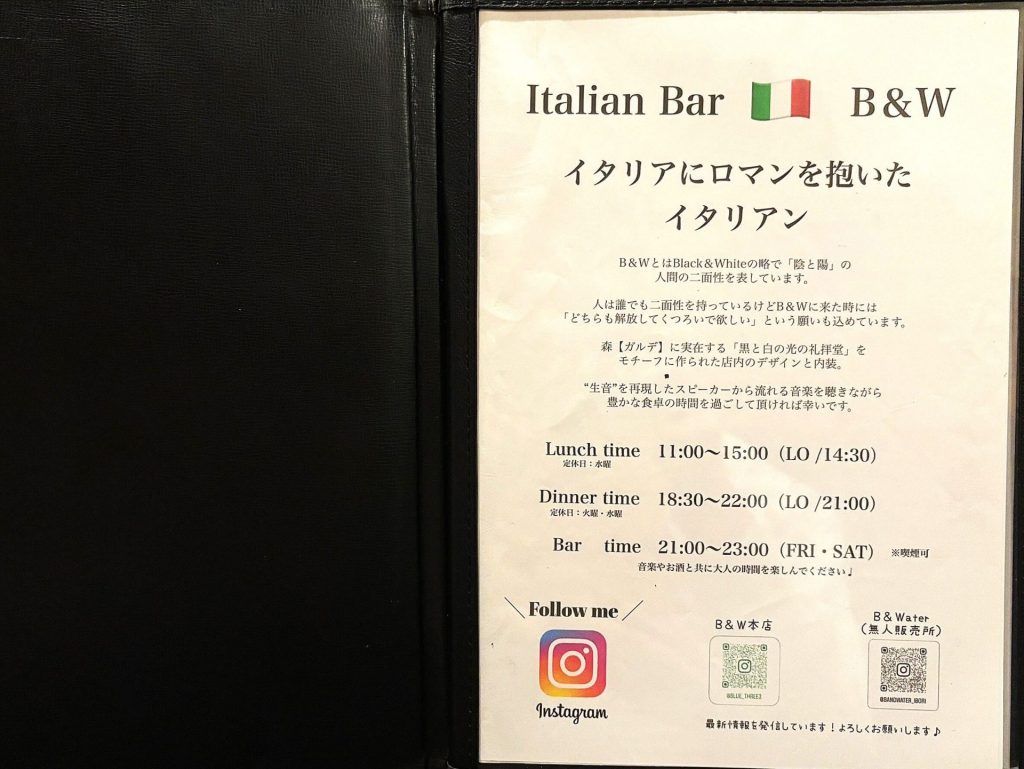 Italian Bar 🇮🇹 B&W
イタリアにロマンを抱いた
イタリアン
B&WとはBlack&Whiteの略で「陰と陽」の
人間の二面性を表しています。
人は誰でも二面性を持っているけどB&Wに来た時には
「どちらも解放してくつろいで欲しい」という願いも込めています。
森【ガルデ】に実在する「黒と白の光の礼拝堂」を
モチーフに作られた店内のデザインと内装。
“生音”を再現したスピーカーから流れる音楽を聴きながら
豊かな食卓の時間を過ごして頂ければ幸いです。
Lunch time 11:00〜15:00（LO /14:30）
定休日：水曜
Dinner time 18:30〜22:00（LO /21:00）
定休日：火曜・水曜
Bar time 21:00〜23:00（FRI・SAT） ※喫煙可
音楽やお酒と共に大人の時間を楽しんでください♩
＼ Follow me ／
Instagram
B&W本店
@BLUE_THREE3
B&Water
（無人販売所）
@BANDWATER_IBORI
最新情報を発信しています！よろしくお願いします♪